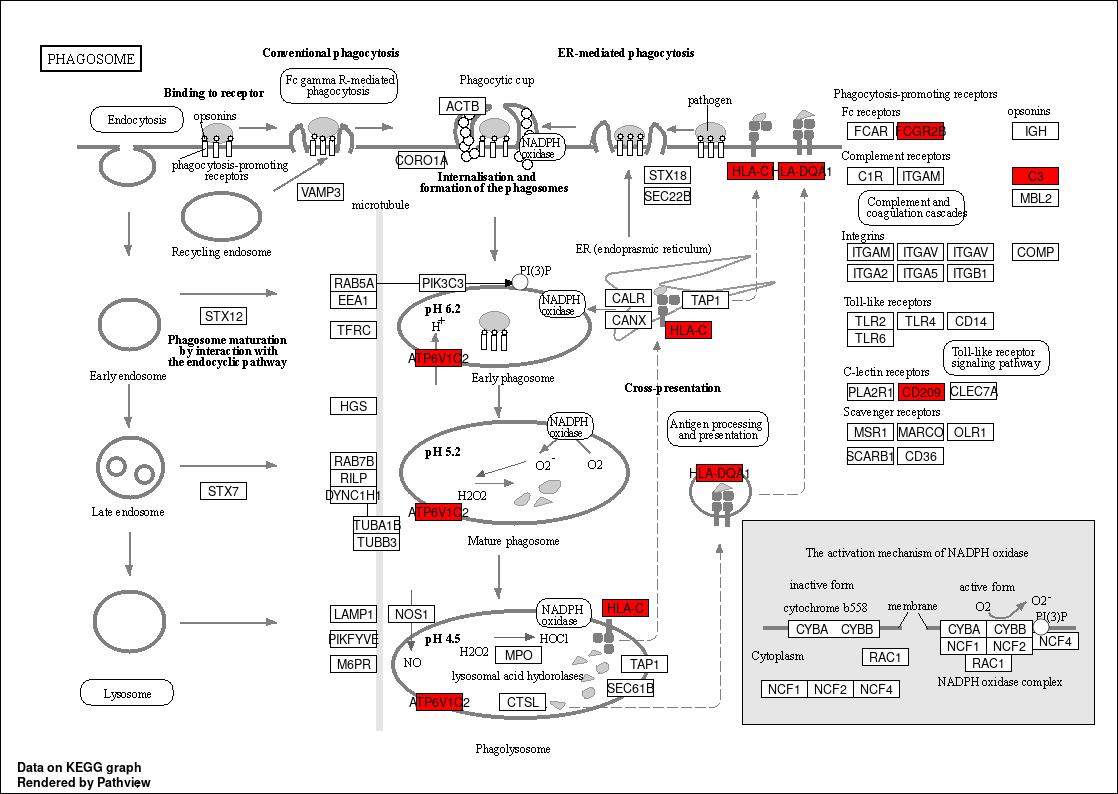 PHAGOSOME
Conventional phagocytosis
ER-mediated phagocytosis
Fc gamma R-mediated
phagocytosis
Phagocytic cup
Binding to receptor
Endocytosis
opsonins
ACTB
pathogen
NADPH
oxidase
phagocytosis-promoting
receptors
CORO1A
VAMP3
Internalisation and
formation of the phagosomes
STX18
SEC22B
HLA-C
HLA-DQA1
microtubule
Recycling endosome
ER (endoprasmic reticulum)
Phagocytosis-promoting receptors
Fc receptors
opsonins
FCAR
FCGR2B
IGH
Complement receptors
C1R
ITGAM
C3
MBL2
Complement and
coagulation cascades
Integrins
ITGAM
ITGAV
ITGAV
COMP
ITGA2
ITGA5
ITGB1
Toll-like receptors
TLR2
TLR4
CD14
TLR6
Toll-like receptor
signaling pathway
C-lectin receptors
PLA2R1
CD209
CLEC7A
Scavenger receptors
MSR1
MARCO
OLR1
SCARB1
CD36
RAB5A
PIK3C3
PI(3)P
EEA1
NADPH
oxidase
CALR
TAP1
CANX
HLA-C
STX12
TFRC
pH 6.2
H+
ATP6V1C2
Phagosome maturation
by interaction with
the endocyclic pathway
Early endosome
Early phagosome
Cross-presentation
HGS
NADPH
oxidase
Antigen processing
and presentation
pH 5.2
O2-
O2
H2O2
ATP6V1C2
HLA-DQA1
RAB7B
RILP
DYNC1H1
STX7
TUBA1B
TUBB3
Late endosome
Mature phagosome
LAMP1
NOS1
NADPH
oxidase
HLA-C
PIKFYVE
pH 4.5
HOCl
H2O2
MPO
M6PR
NO
TAP1
lysosomal acid hydorolases
SEC61B
ATP6V1C2
CTSL
Lysosome
Phagolysosome
The activation mechanism of NADPH oxidase
inactive form
active form
cytochrome b558
membrane
O2
O2-
PI(3)P
CYBA
CYBB
CYBA
CYBB
NCF1
NCF2
NCF4
RAC1
Cytoplasm
RAC1
NCF1
NCF2
NCF4
NADPH oxidase complex
Data on KEGG graph
Rendered by Pathview